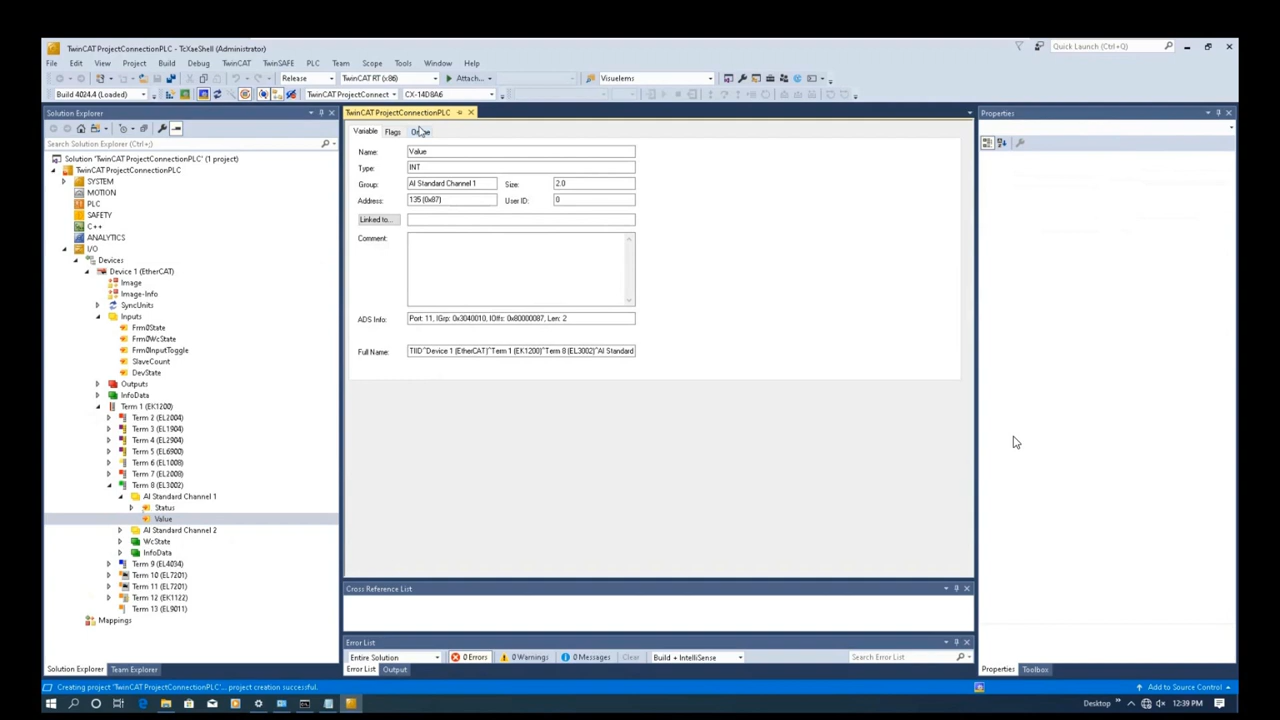 TwinCAT ProjectConnectionPLC - TcXaeShell (Administrator)
Quick Launch (Ctrl+Q)
File Edit View Project Build Debug TwinCAT TwinSAFE PLC Team Scope Tools Window Help
Release TwinCAT RT (x86) Attach... Visuelems
Build 4024.4 (Loaded) TwinCAT ProjectConnect CX-14D8A6
Solution Explorer
Search Solution Explorer (Ctrl+;)
Solution 'TwinCAT ProjectConnectionPLC' (1 project)
TwinCAT ProjectConnectionPLC
SYSTEM
MOTION
PLC
SAFETY
C++
ANALYTICS
I/O
Devices
Device 1 (EtherCAT)
Image
Image-Info
SyncUnits
Inputs
Frm0State
Frm0WcState
Frm0InputToggle
SlaveCount
DevState
Outputs
InfoData
Term 1 (EK1200)
Term 2 (EL2004)
Term 3 (EL1904)
Term 4 (EL2904)
Term 5 (EL6900)
Term 6 (EL1008)
Term 7 (EL2008)
Term 8 (EL3002)
AI Standard Channel 1
Status
Value
AI Standard Channel 2
WcState
InfoData
Term 9 (EL4034)
Term 10 (EL7201)
Term 11 (EL7201)
Term 12 (EK1122)
Term 13 (EL9011)
Mappings
Solution Explorer Team Explorer
TwinCAT ProjectConnectionPLC
Variable Flags Online
Name: Value
Type: INT
Group: AI Standard Channel 1 Size: 2.0
Address: 135 (0x87) User ID: 0
Linked to...
Comment:
ADS Info: Port: 11, IGrp: 0x3040010, IOffs: 0x80000087, Len: 2
Full Name: TIID^Device 1 (EtherCAT)^Term 1 (EK1200)^Term 8 (EL3002)^AI Standard
Cross Reference List
Error List
Entire Solution 0 Errors 0 Warnings 0 Messages Clear Build + IntelliSense Search Error List
Error List Output
Properties
Properties Toolbox
Creating project 'TwinCAT ProjectConnectionPLC'... project creation successful.
Add to Source Control
Desktop 12:39 PM